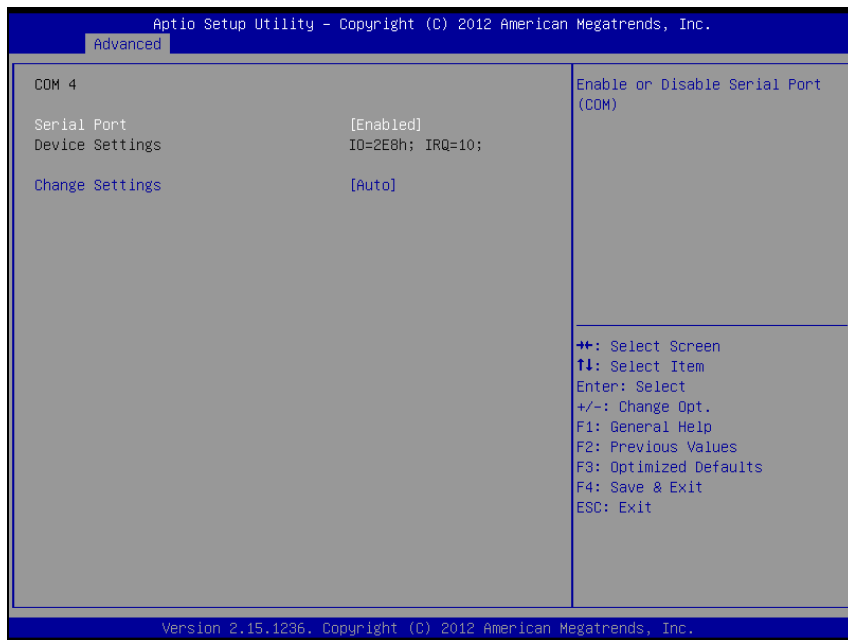 Aptio Setup Utility – Copyright (C) 2012 American Megatrends, Inc.
Advanced
COM 4
Serial Port [Enabled]
Device Settings IO=2E8h; IRQ=10;
Change Settings [Auto]
Enable or Disable Serial Port
(COM)
→←: Select Screen
↑↓: Select Item
Enter: Select
+/-: Change Opt.
F1: General Help
F2: Previous Values
F3: Optimized Defaults
F4: Save & Exit
ESC: Exit
Version 2.15.1236. Copyright (C) 2012 American Megatrends, Inc.